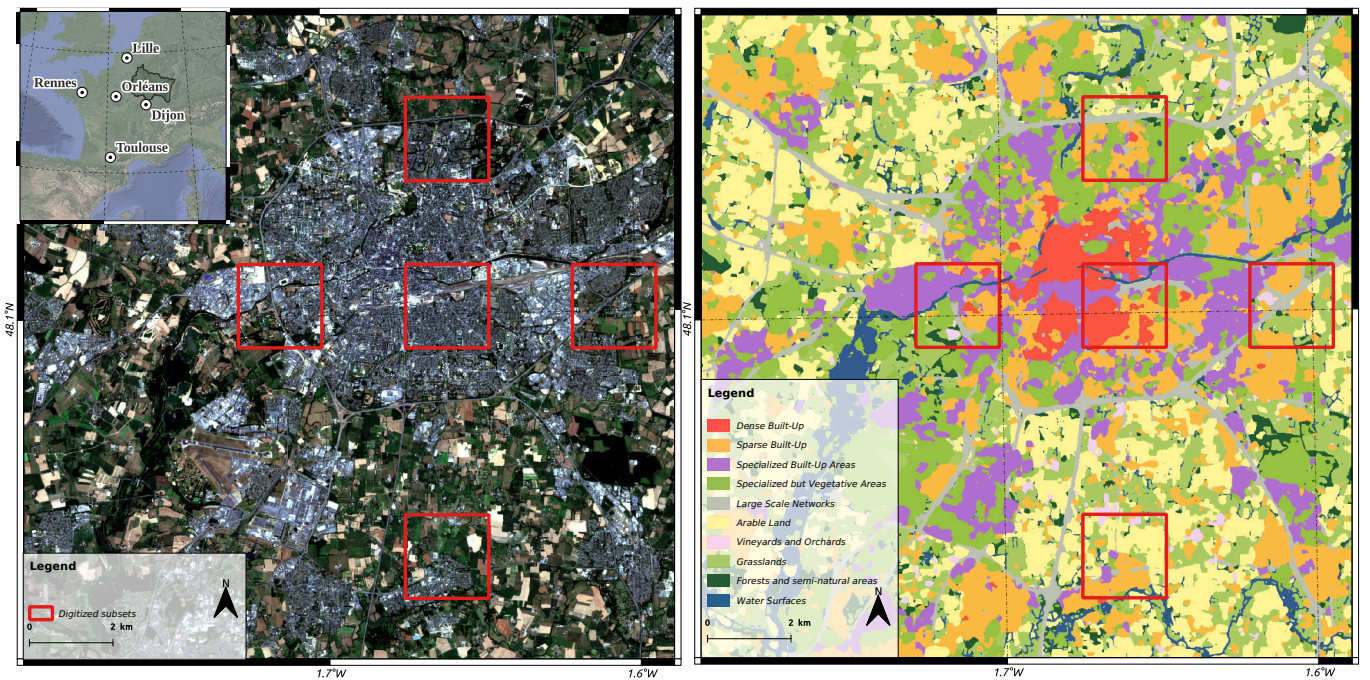 Lille
Rennes
Orléans
Dijon
Toulouse
48.1°N
Legend
Digitized subsets
N
0 2 km
1.7°W 1.6°W
48.1°N
Legend
Dense Built-Up
Sparse Built-Up
Specialized Built-Up Areas
Specialized but Vegetative Areas
Large Scale Networks
Arable Land
Vineyards and Orchards
Grasslands
Forests and semi-natural areas
Water Surfaces
N
0 2 km
1.7°W 1.6°W